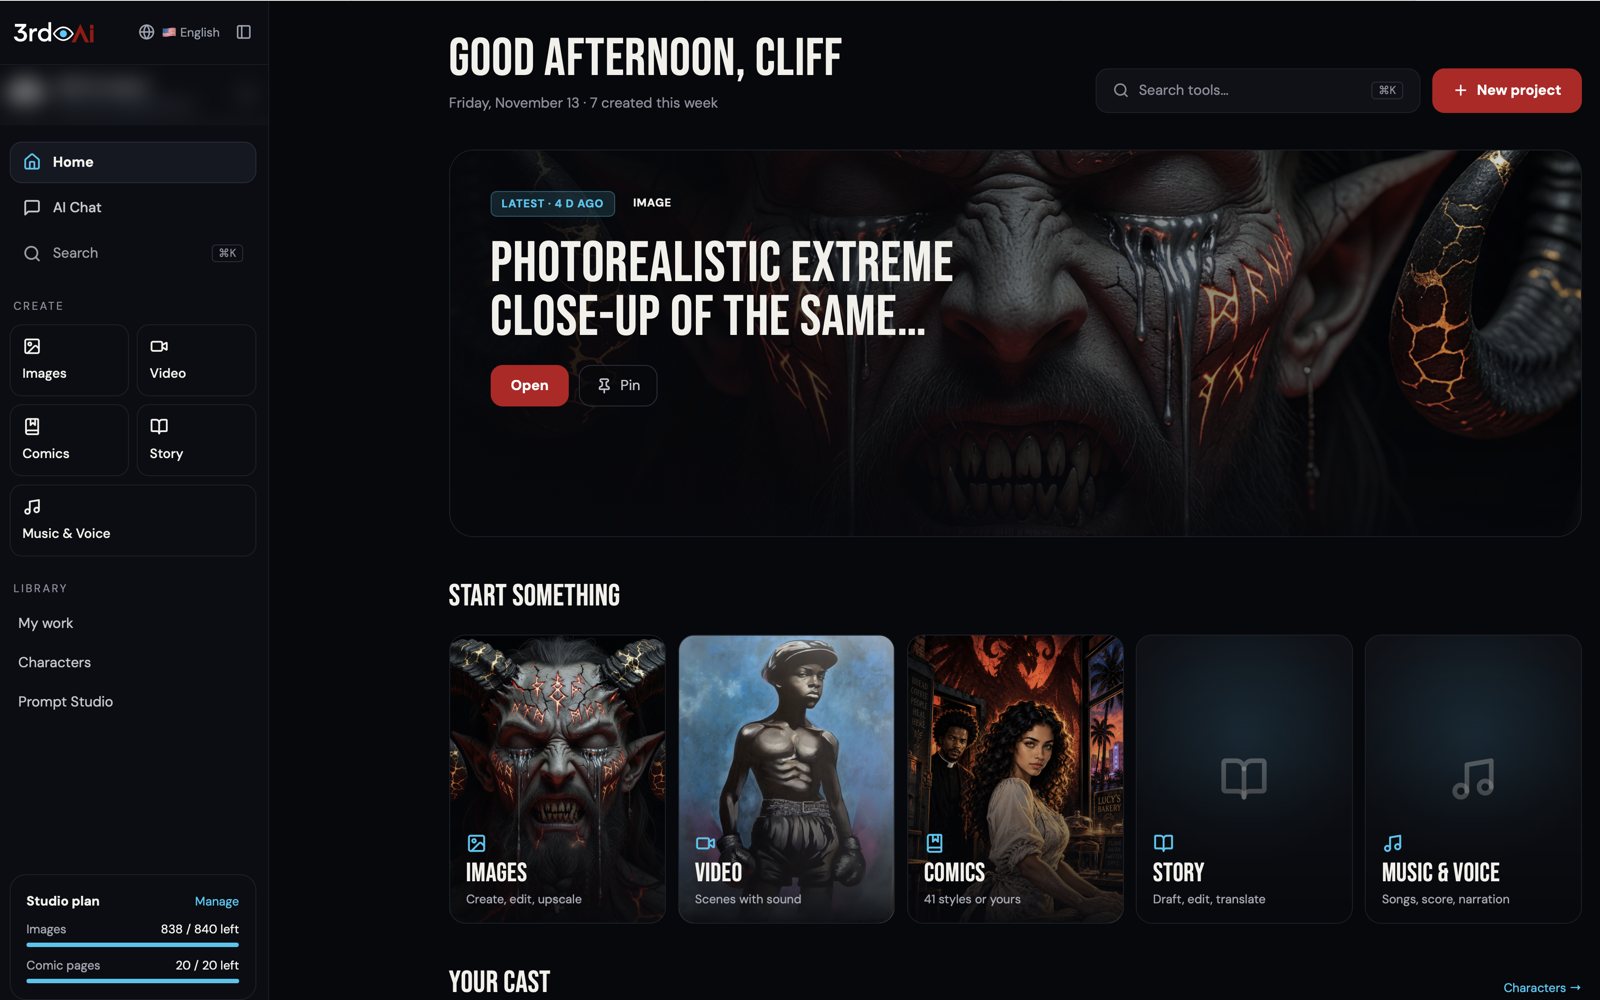 3rd Ai
English
Home
AI Chat
Search ⌘K
CREATE
Images
Video
Comics
Story
Music & Voice
LIBRARY
My work
Characters
Prompt Studio
Studio plan Manage
Images 838 / 840 left
Comic pages 20 / 20 left
GOOD AFTERNOON, CLIFF
Friday, November 13 · 7 created this week
Search tools... ⌘K
+ New project
LATEST · 4 D AGO IMAGE
PHOTOREALISTIC EXTREME
CLOSE-UP OF THE SAME...
Open Pin
START SOMETHING
IMAGES
Create, edit, upscale
VIDEO
Scenes with sound
LUCY'S
BAKERY
COMICS
41 styles or yours
STORY
Draft, edit, translate
MUSIC & VOICE
Songs, score, narration
YOUR CAST
Characters →